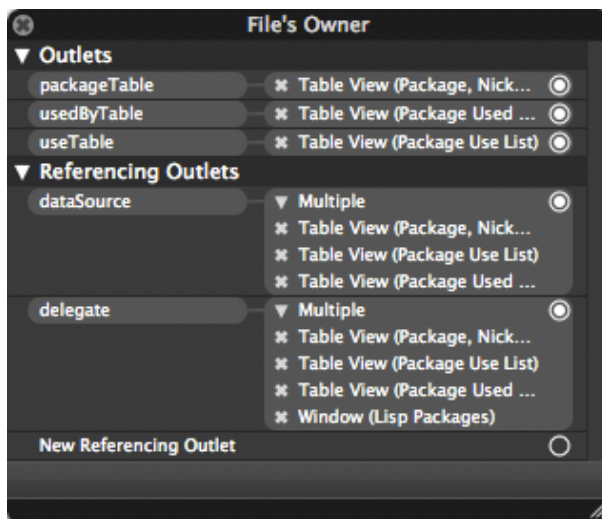 File's Owner
Outlets
packageTable Table View (Package, Nick...
usedByTable Table View (Package Used ...
useTable Table View (Package Use List)
Referencing Outlets
dataSource Multiple
Table View (Package, Nick...
Table View (Package Use List)
Table View (Package Used ...
delegate Multiple
Table View (Package, Nick...
Table View (Package Use List)
Table View (Package Used ...
Window (Lisp Packages)
New Referencing Outlet